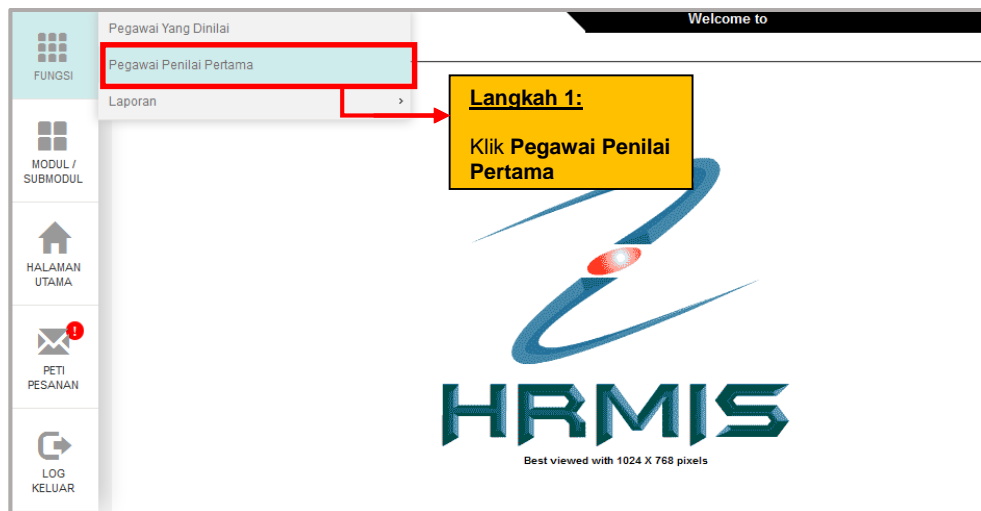 Welcome to
Pegawai Yang Dinilai
Pegawai Penilai Pertama
Laporan
FUNGSI
MODUL /
SUBMODUL
HALAMAN
UTAMA
!
PETI
PESANAN
LOG
KELUAR
Langkah 1:
Klik Pegawai Penilai
Pertama
HRMIS
Best viewed with 1024 X 768 pixels